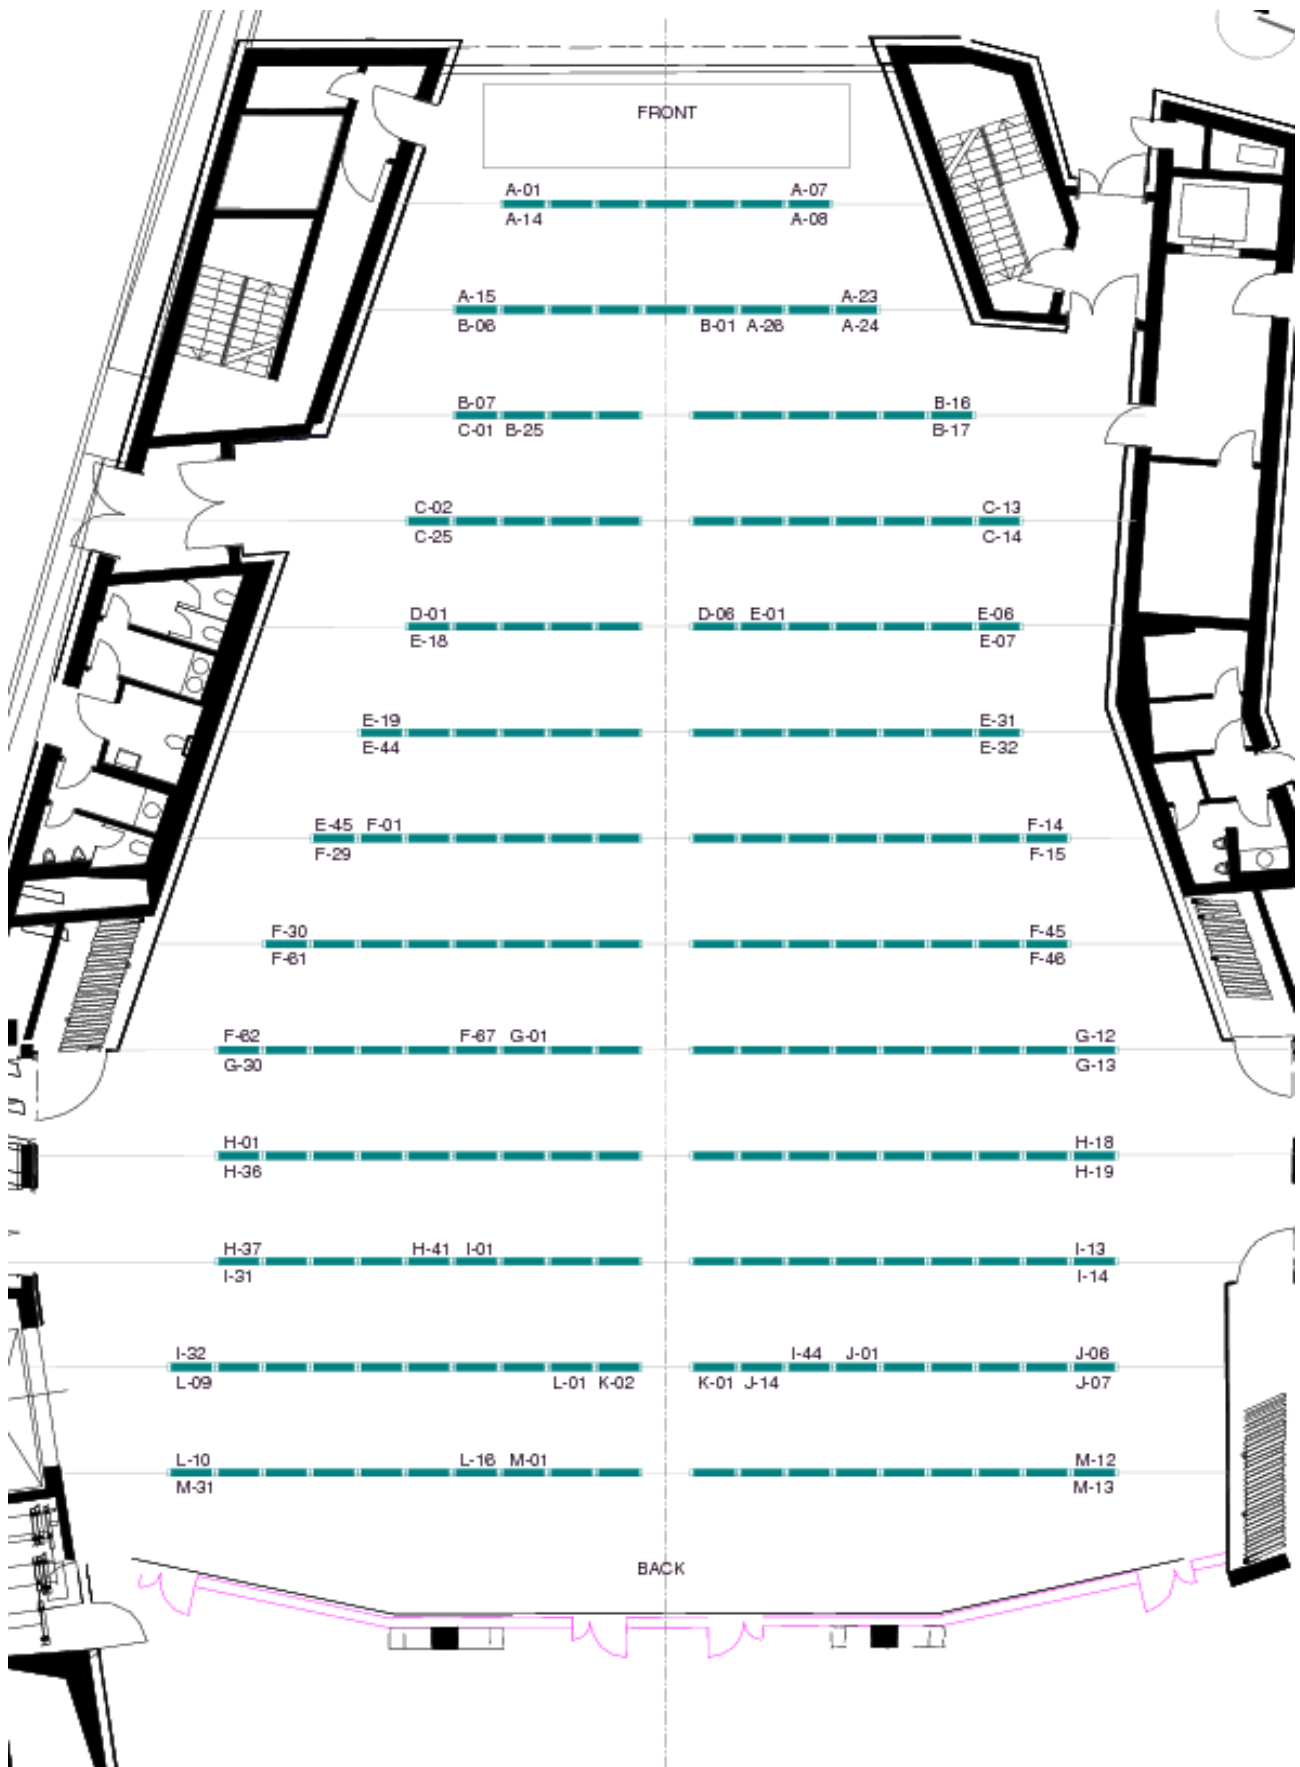 FRONT
A-01 A-07
A-14 A-08
A-15 A-23
B-06 B-01 A-26 A-24
B-07 B-16
C-01 B-25 B-17
C-02 C-13
C-25 C-14
D-01 D-06 E-01 E-06
E-18 E-07
E-19 E-31
E-44 E-32
E-45 F-01 F-14
F-29 F-15
F-30 F-45
F-61 F-46
F-62 F-67 G-01 G-12
G-30 G-13
H-01 H-18
H-36 H-19
H-37 H-41 I-01 I-13
I-31 I-14
I-32 I-44 J-01 J-06
L-09 L-01 K-02 K-01 J-14 J-07
L-10 L-16 M-01 M-12
M-31 M-13
BACK